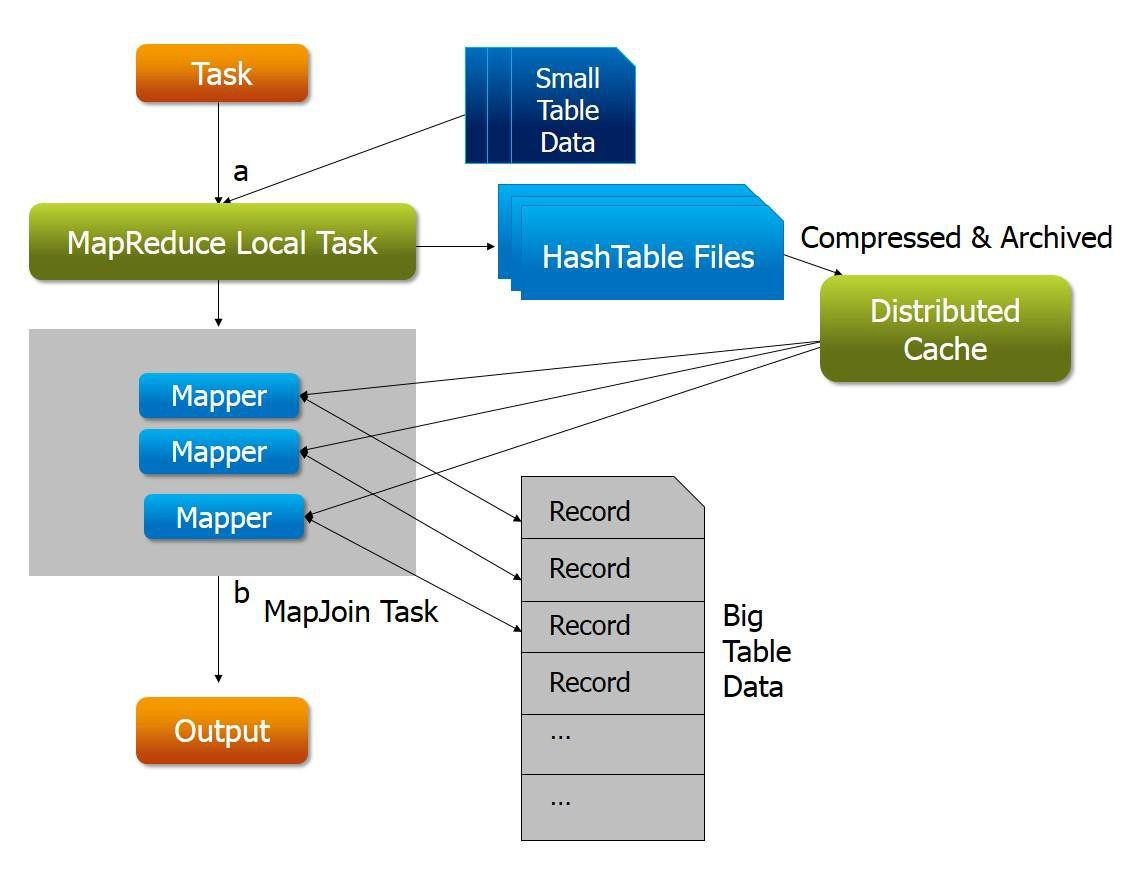 Task
Small
Table
Data
a
MapReduce Local Task
HashTable Files
Compressed & Archived
Distributed
Cache
Mapper
Mapper
Mapper
Record
Record
Record
Record
...
...
Big
Table
Data
b
MapJoin Task
Output